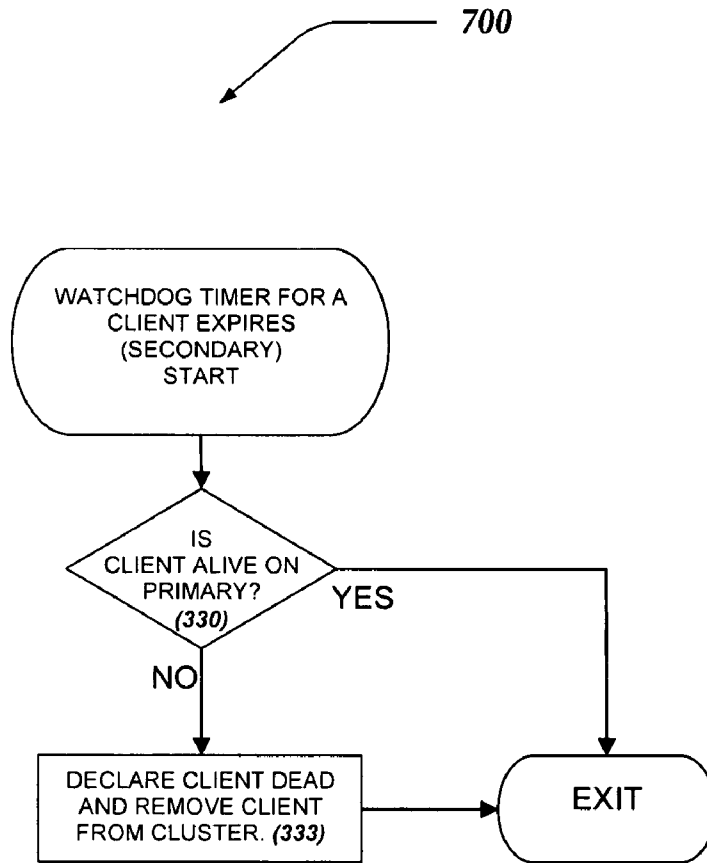 700
WATCHDOG TIMER FOR A
CLIENT EXPIRES
(SECONDARY)
START
IS
CLIENT ALIVE ON
PRIMARY?
(330)
YES
NO
DECLARE CLIENT DEAD
AND REMOVE CLIENT
FROM CLUSTER. (333)
EXIT